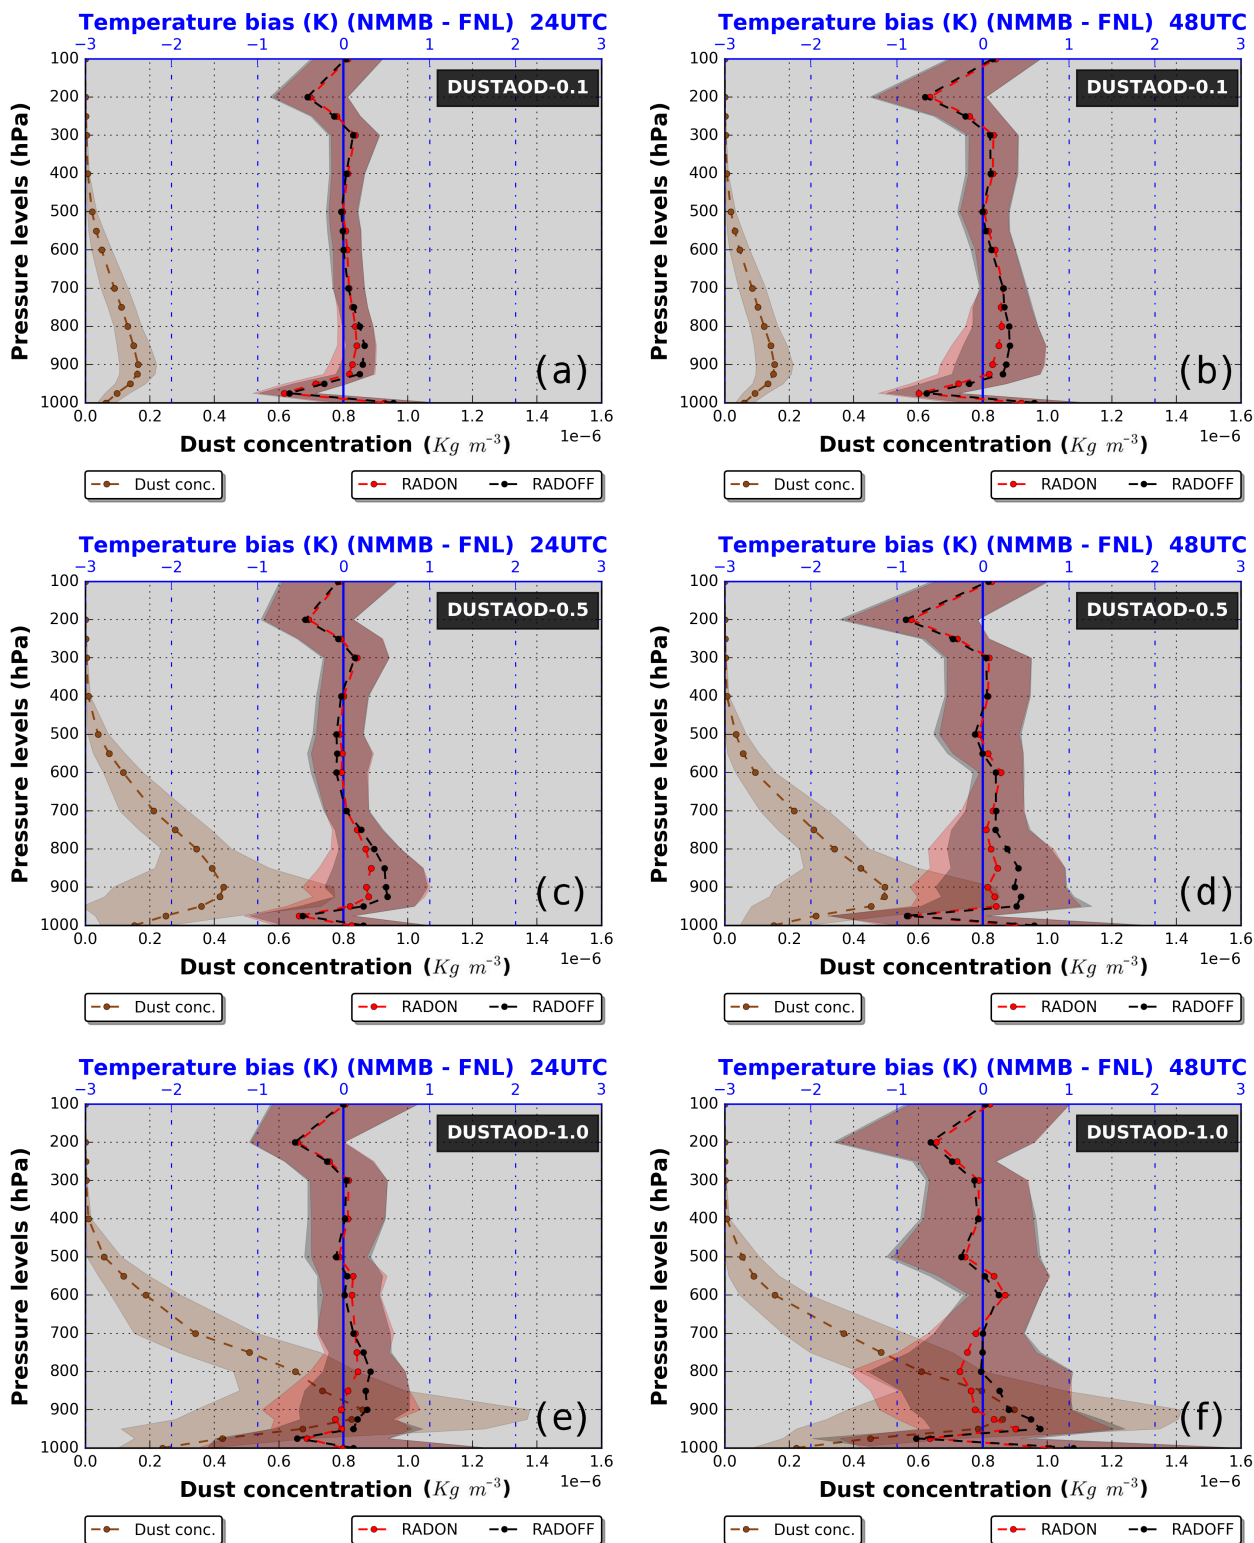 Temperature bias (K) (NMMB - FNL)  24UTC
−3 −2 −1 0 1 2 3
DUSTAOD-0.1
Pressure levels (hPa)
100
200
300
400
500
600
700
800
900
1000
(a)
0.0 0.2 0.4 0.6 0.8 1.0 1.2 1.4 1.6
1e−6
Dust concentration (Kg m⁻³)
Dust conc. RADON RADOFF
Temperature bias (K) (NMMB - FNL)  48UTC
−3 −2 −1 0 1 2 3
DUSTAOD-0.1
Pressure levels (hPa)
100
200
300
400
500
600
700
800
900
1000
(b)
0.0 0.2 0.4 0.6 0.8 1.0 1.2 1.4 1.6
1e−6
Dust concentration (Kg m⁻³)
Dust conc. RADON RADOFF
Temperature bias (K) (NMMB - FNL)  24UTC
−3 −2 −1 0 1 2 3
DUSTAOD-0.5
Pressure levels (hPa)
100
200
300
400
500
600
700
800
900
1000
(c)
0.0 0.2 0.4 0.6 0.8 1.0 1.2 1.4 1.6
1e−6
Dust concentration (Kg m⁻³)
Dust conc. RADON RADOFF
Temperature bias (K) (NMMB - FNL)  48UTC
−3 −2 −1 0 1 2 3
DUSTAOD-0.5
Pressure levels (hPa)
100
200
300
400
500
600
700
800
900
1000
(d)
0.0 0.2 0.4 0.6 0.8 1.0 1.2 1.4 1.6
1e−6
Dust concentration (Kg m⁻³)
Dust conc. RADON RADOFF
Temperature bias (K) (NMMB - FNL)  24UTC
−3 −2 −1 0 1 2 3
DUSTAOD-1.0
Pressure levels (hPa)
100
200
300
400
500
600
700
800
900
1000
(e)
0.0 0.2 0.4 0.6 0.8 1.0 1.2 1.4 1.6
1e−6
Dust concentration (Kg m⁻³)
Dust conc. RADON RADOFF
Temperature bias (K) (NMMB - FNL)  48UTC
−3 −2 −1 0 1 2 3
DUSTAOD-1.0
Pressure levels (hPa)
100
200
300
400
500
600
700
800
900
1000
(f)
0.0 0.2 0.4 0.6 0.8 1.0 1.2 1.4 1.6
1e−6
Dust concentration (Kg m⁻³)
Dust conc. RADON RADOFF